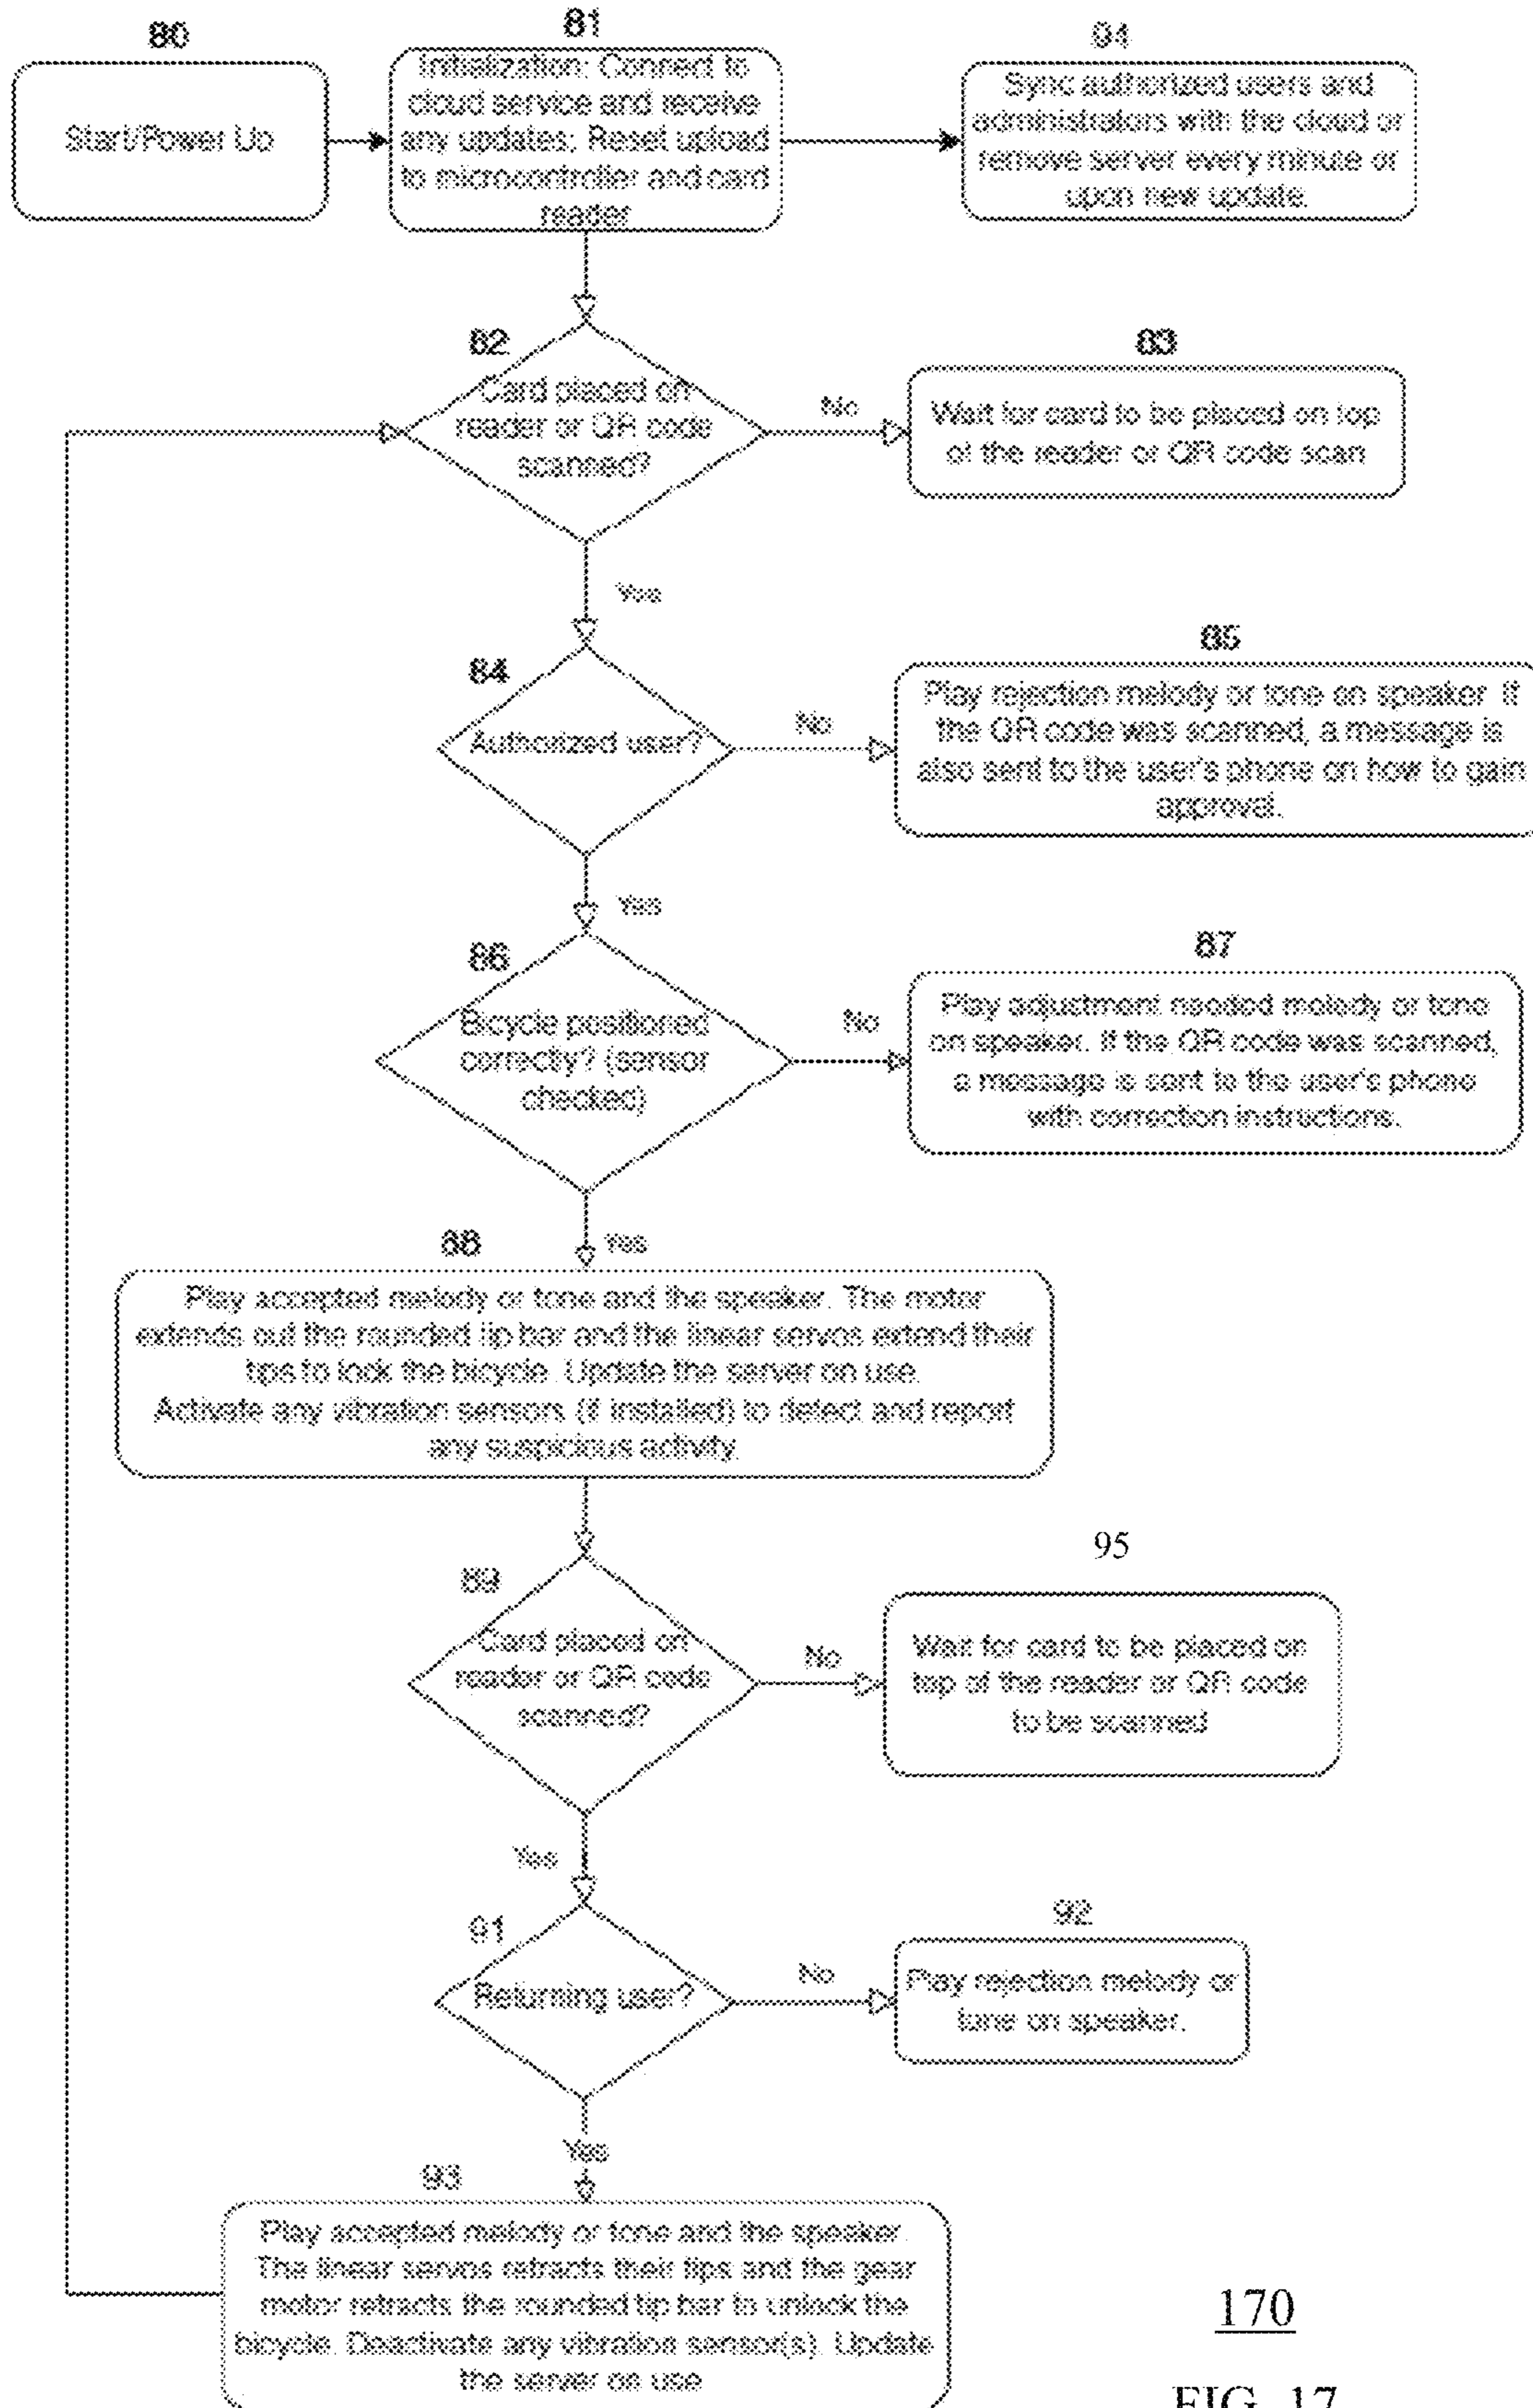 80
Start/Power Up
81
Initialization: Connect to
cloud service and receive
any updates; Reset upload
to microcontroller and card
reader
94
Sync authorized users and
administrators with the cloud or
remove server every minute or
upon new update.
82
Card placed on
reader or QR code
scanned?
No
83
Wait for card to be placed on top
of the reader or QR code scan
Yes
84
Authorized user?
No
85
Play rejection melody or tone on speaker. If
the QR code was scanned, a message is
also sent to the user's phone on how to gain
approval.
Yes
86
Bicycle positioned
correctly? (sensor
checked)
No
87
Play adjustment needed melody or tone
on speaker. If the QR code was scanned,
a message is sent to the user's phone
with correction instructions.
Yes
88
Play accepted melody or tone and the speaker. The motor
extends out the rounded tip bar and the linear servos extend their
tips to lock the bicycle. Update the server on use.
Activate any vibration sensors (if installed) to detect and report
any suspicious activity.
89
Card placed on
reader or QR code
scanned?
No
95
Wait for card to be placed on
top of the reader or QR code
to be scanned
Yes
91
Returning user?
No
92
Play rejection melody or
tone on speaker.
Yes
93
Play accepted melody or tone and the speaker.
The linear servos retracts their tips and the gear
motor retracts the rounded tip bar to unlock the
bicycle. Deactivate any vibration sensor(s). Update
the server on use
170
FIG. 17